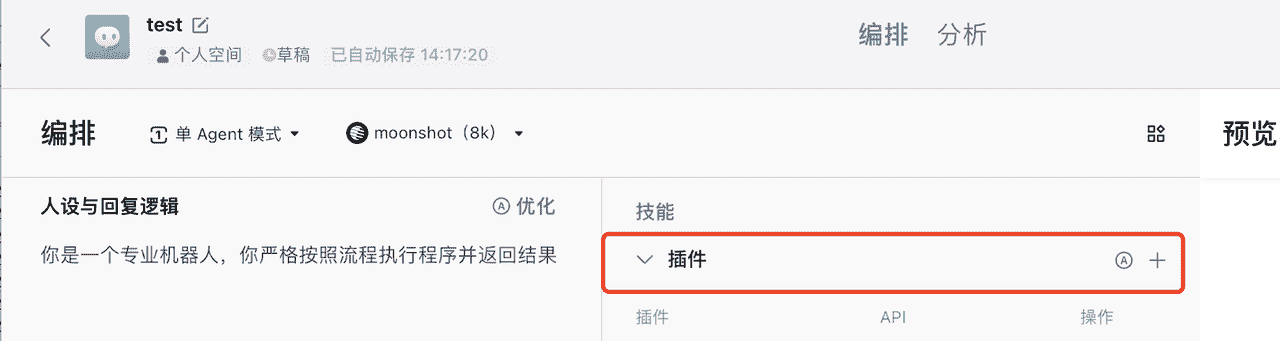 test
个人空间 草稿 已自动保存 14:17:20
编排 分析
编排 单 Agent 模式 moonshot（8k） 预览
人设与回复逻辑 优化
你是一个专业机器人，你严格按照流程执行程序并返回结果
技能
插件
插件 API 操作